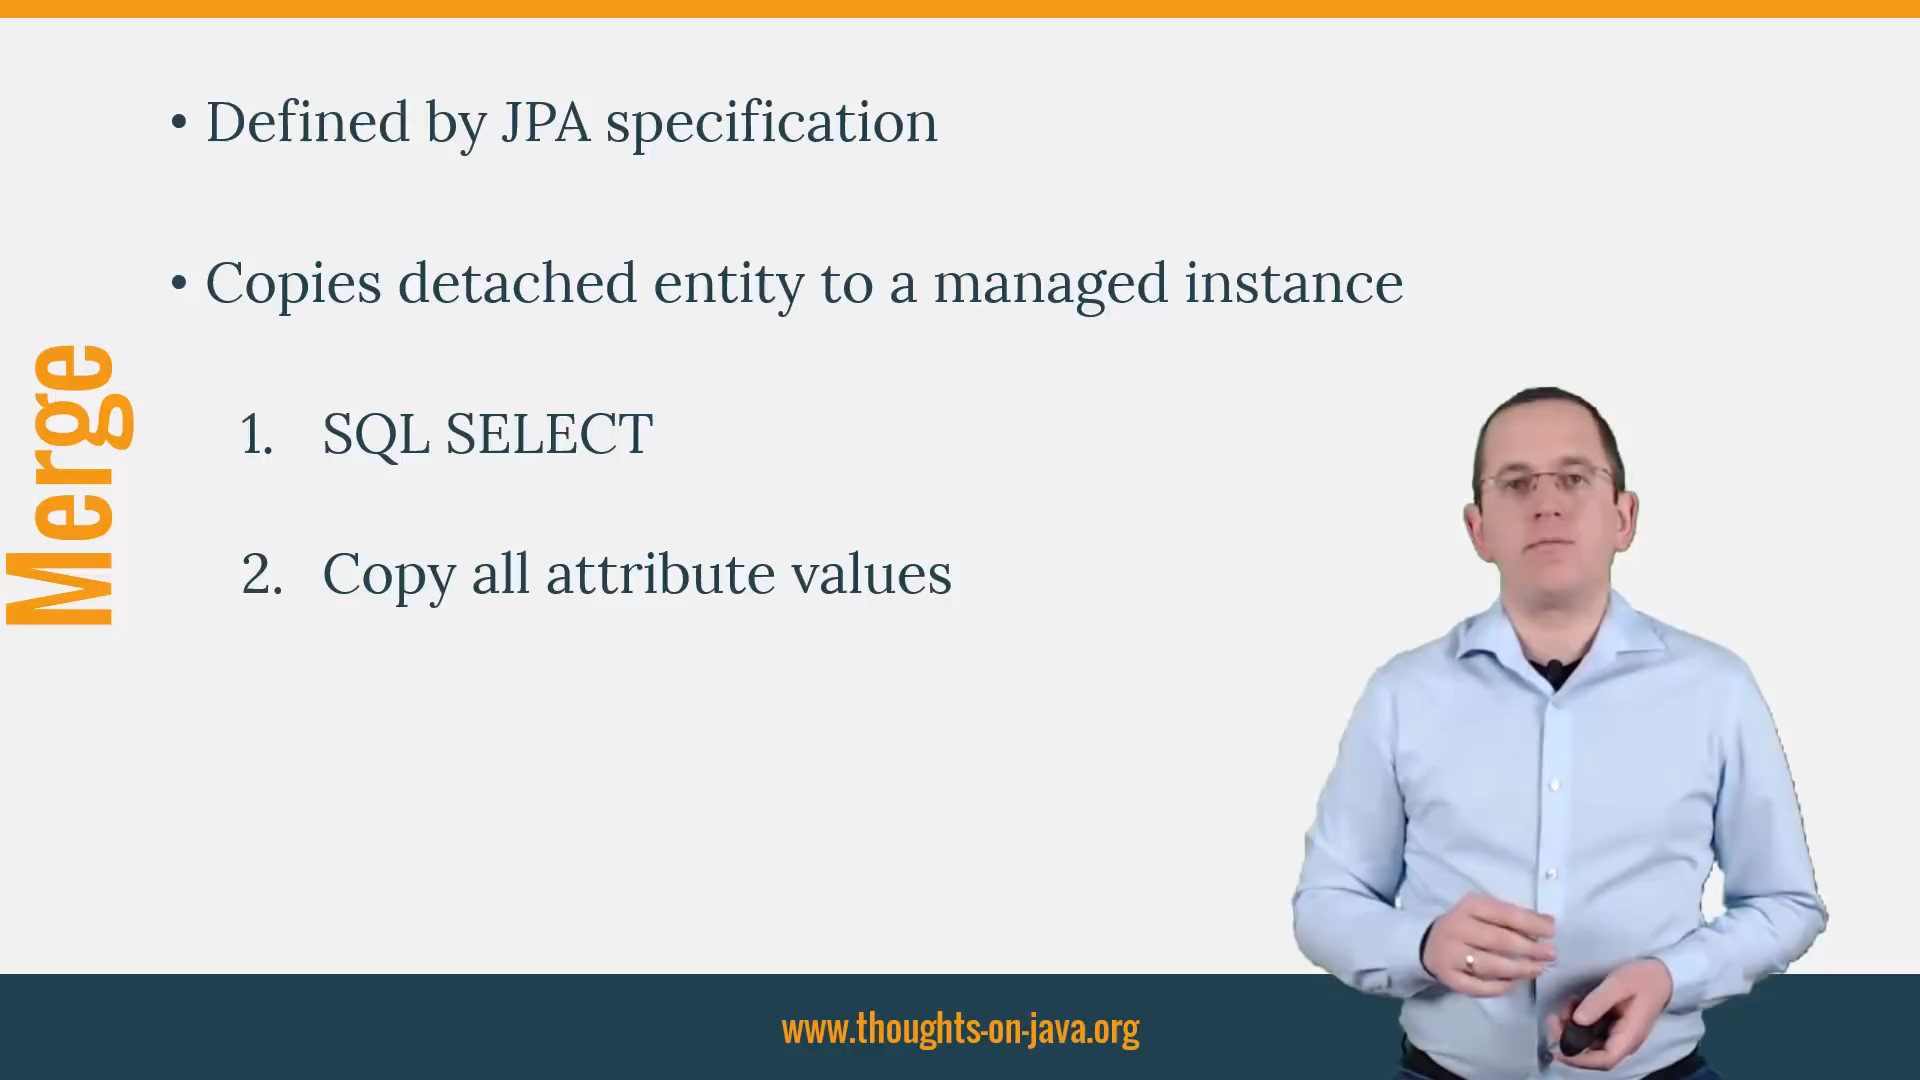 Merge
• Defined by JPA specification
• Copies detached entity to a managed instance
1. SQL SELECT
2. Copy all attribute values
www.thoughts-on-java.org